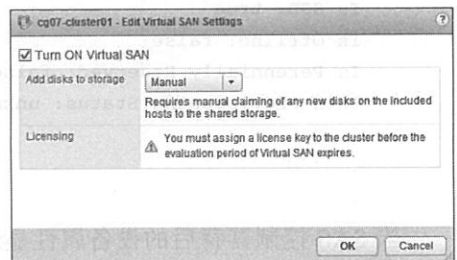 cg07-cluster01 - Edit Virtual SAN Settings
?
Turn ON Virtual SAN
Add disks to storage
Manual
Requires manual claiming of any new disks on the included
hosts to the shared storage.
Licensing
You must assign a license key to the cluster before the
evaluation period of Virtual SAN expires.
OK
Cancel